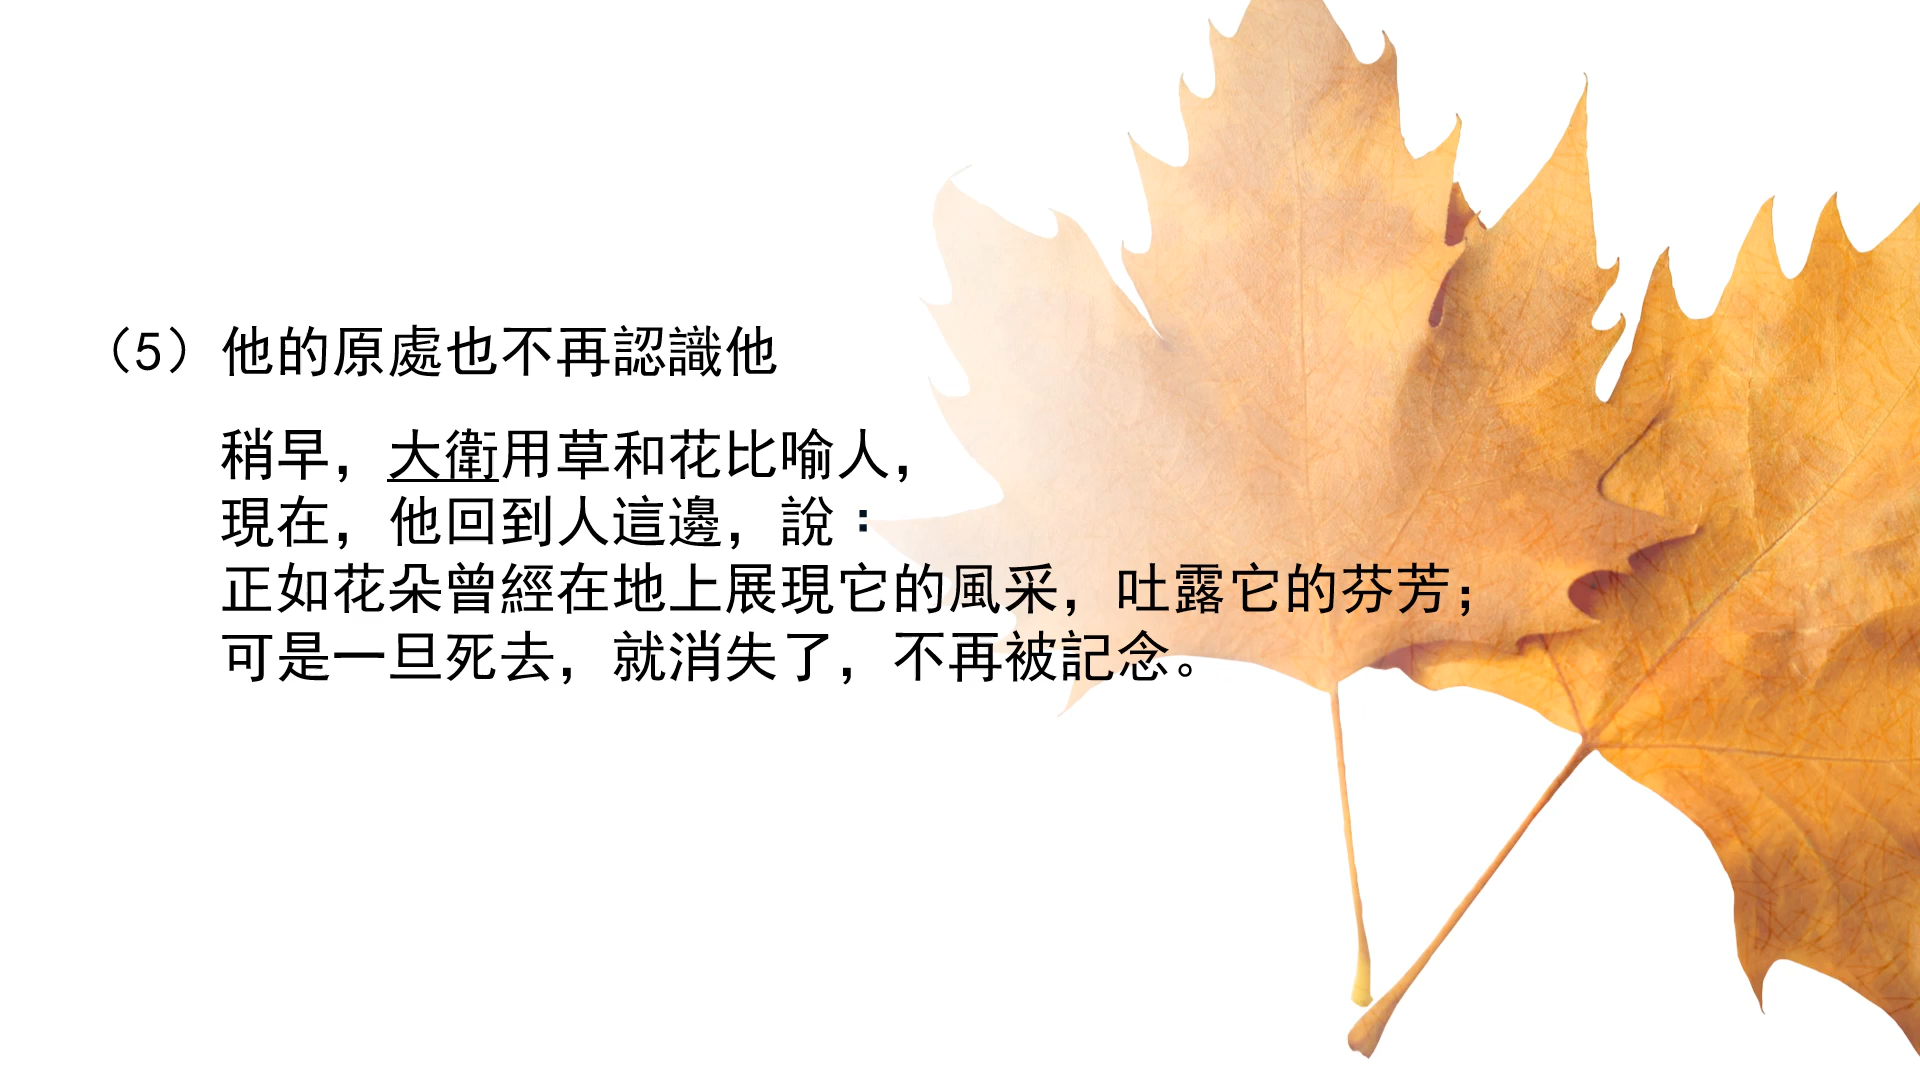 （5）他的原處也不再認識他
稍早，大衛用草和花比喻人，
現在，他回到人這邊，說：
正如花朵曾經在地上展現它的風采，吐露它的芬芳；
可是一旦死去，就消失了，不再被記念。